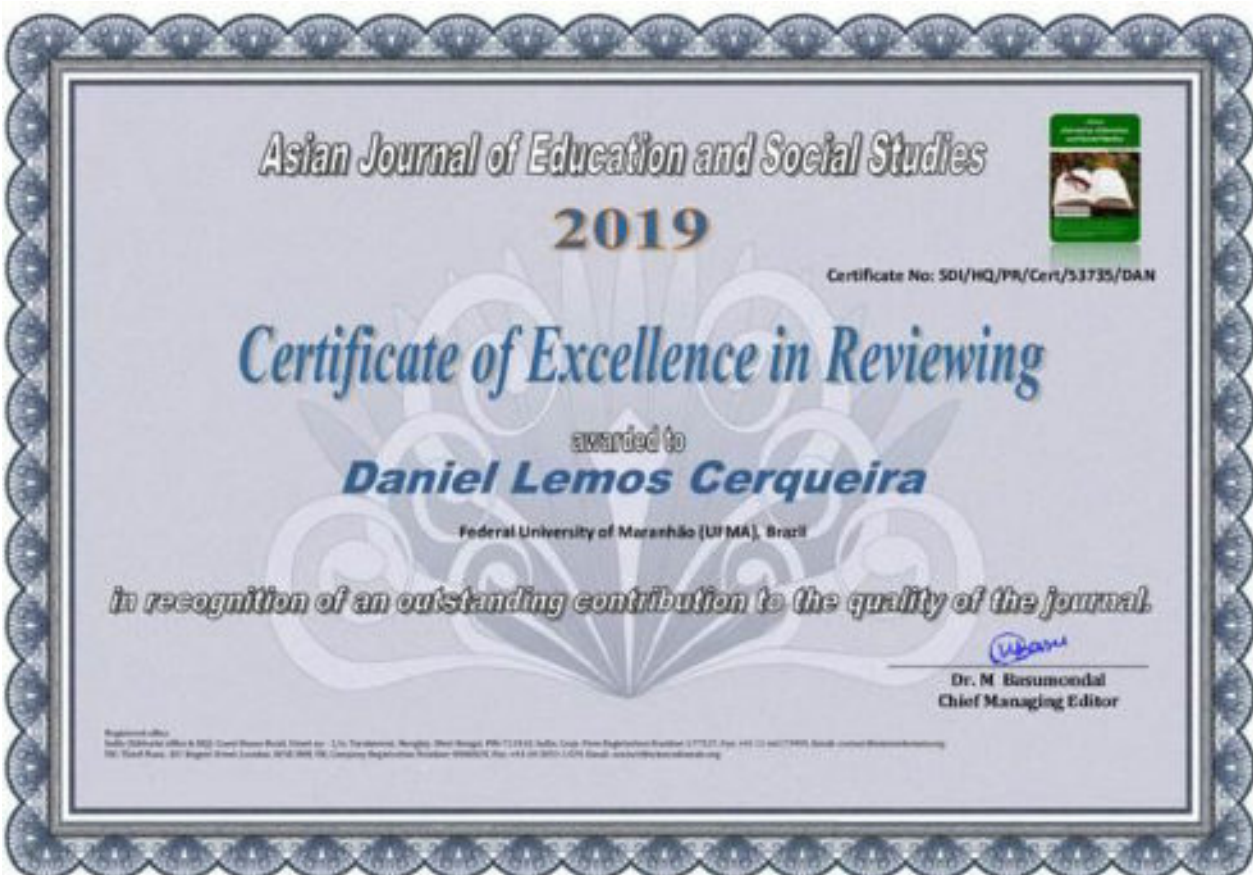 Asian Journal of Education and Social Studies
2019
Certificate No: SDI/HQ/PR/Cert/53735/DAN
Certificate of Excellence in Reviewing
awarded to
Daniel Lemos Cerqueira
Federal University of Maranhão (UFMA), Brazil
in recognition of an outstanding contribution to the quality of the journal.
Dr. M Basumondal
Chief Managing Editor
Registered office